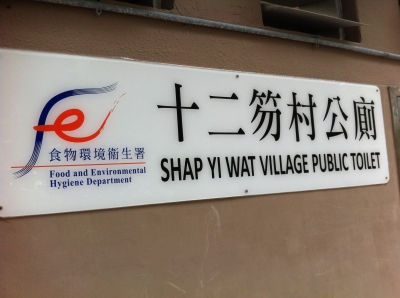 食物環境衞生署
Food and Environmental
Hygiene Department
十二笏村公廁
SHAP YI WAT VILLAGE PUBLIC TOILET